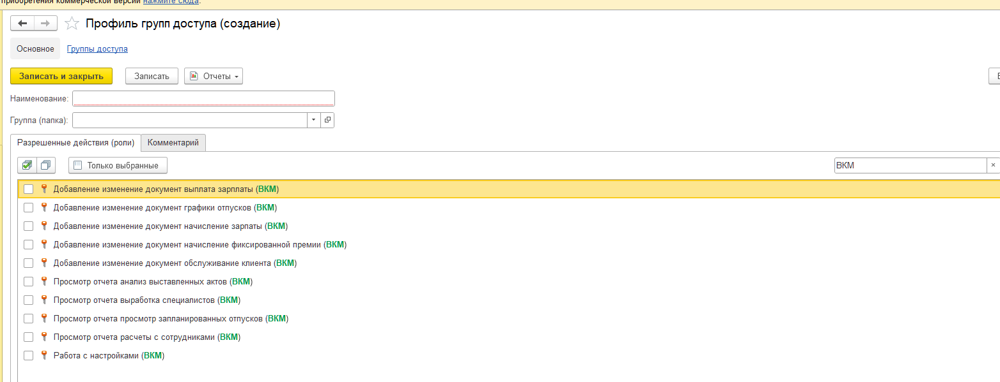 приобретения коммерческой версии нажмите сюда.
Профиль групп доступа (создание)
Основное Группы доступа
Записать и закрыть Записать Отчеты
Наименование:
Группа (папка):
Разрешенные действия (роли) Комментарий
Только выбранные ВКМ ×
Добавление изменение документ выплата зарплаты (ВКМ)
Добавление изменение документ графики отпусков (ВКМ)
Добавление изменение документ начисление зарпаты (ВКМ)
Добавление изменение документ начисление фиксированной премии (ВКМ)
Добавление изменение документ обслуживание клиента (ВКМ)
Просмотр отчета анализ выставленных актов (ВКМ)
Просмотр отчета выработка специалистов (ВКМ)
Просмотр отчета просмотр запланированных отпусков (ВКМ)
Просмотр отчета расчеты с сотрудниками (ВКМ)
Работа с настройками (ВКМ)